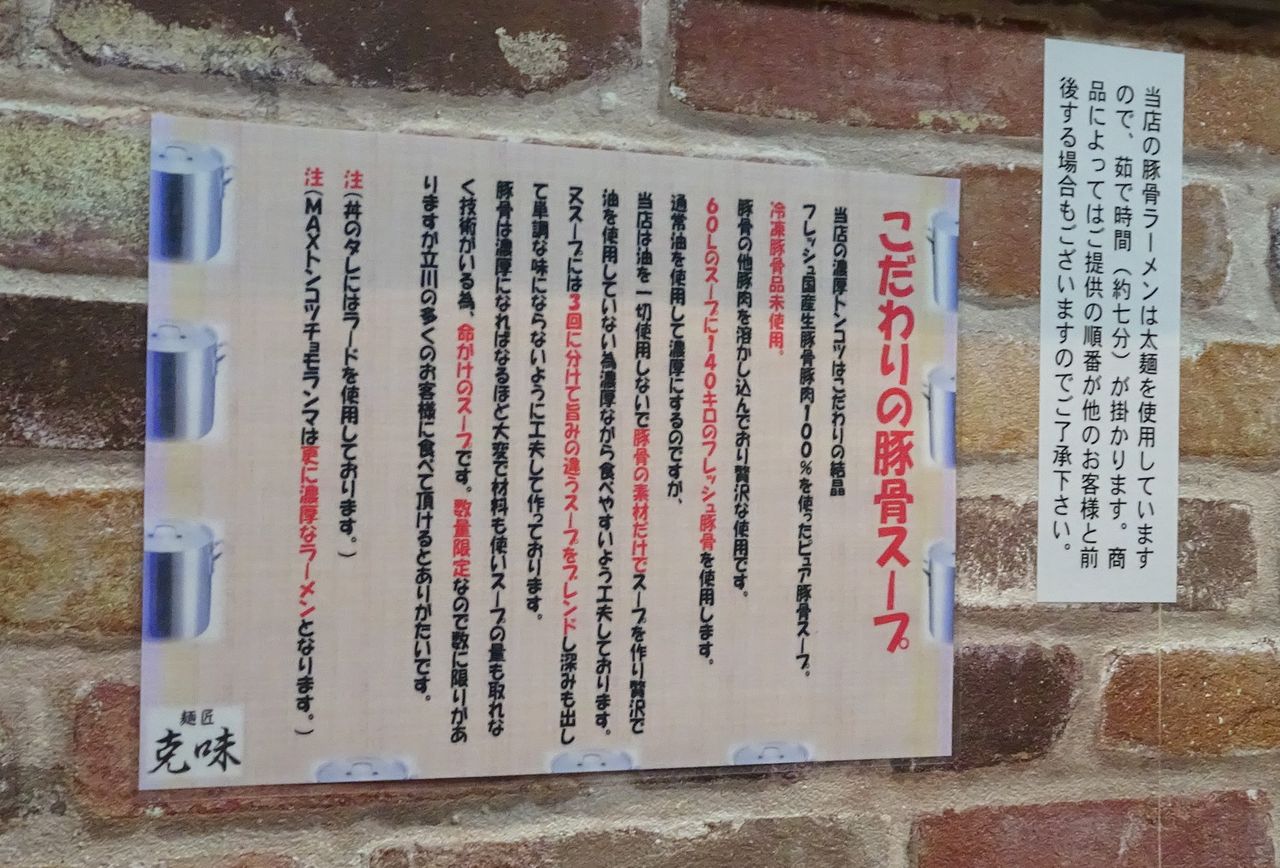 当店の豚骨ラーメンは太麺を使用しています
ので、茹で時間（約七分）が掛かります。商
品によってはご提供の順番が他のお客様と前
後する場合もございますのでご了承下さい。
こだわりの豚骨スープ
当店の濃厚トンコツはこだわりの結晶
フレッシュ国産生豚骨豚肉100%を使ったピュア豚骨スープ。
冷凍豚骨品未使用。
豚骨の他豚肉を溶かし込んでおり贅沢な使用です。
60Lのスープに140キロのフレッシュ豚骨を使用します。
通常油を使用して濃厚にするのですが、
当店は油を一切使用しないで豚骨の素材だけでスープを作り贅沢で
油を使用していない為濃厚ながら食べやすいよう工夫しております。
又スープには3回に分けて旨みの違うスープをブレンドし深みも出し
て単調な味にならないように工夫して作っております。
豚骨は濃厚になればなるほど大変で材料も使いスープの量も取れな
く技術がいる為、命がけのスープです。数量限定なので数に限りがあ
りますが立川の多くのお客様に食べて頂けるとありがたいです。
注(丼のタレにはラードを使用しております。)
注(MAXトンコツチョモランマは更に濃厚なラーメンとなります。)
麺匠
克味